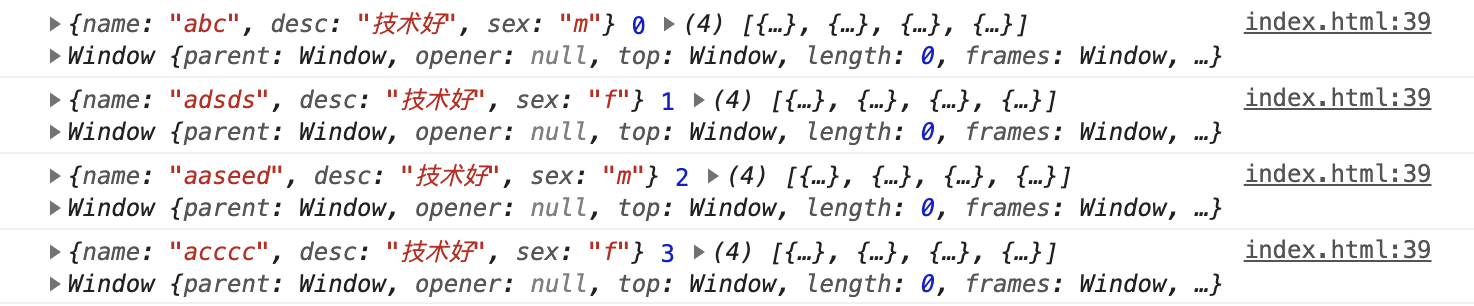 ▶{name: "abc", desc: "技术好", sex: "m"} 0 ▶(4) [{…}, {…}, {…}, {…}] index.html:39
▶Window {parent: Window, opener: null, top: Window, length: 0, frames: Window, …}
▶{name: "adsds", desc: "技术好", sex: "f"} 1 ▶(4) [{…}, {…}, {…}, {…}] index.html:39
▶Window {parent: Window, opener: null, top: Window, length: 0, frames: Window, …}
▶{name: "aaseed", desc: "技术好", sex: "m"} 2 ▶(4) [{…}, {…}, {…}, {…}] index.html:39
▶Window {parent: Window, opener: null, top: Window, length: 0, frames: Window, …}
▶{name: "acccc", desc: "技术好", sex: "f"} 3 ▶(4) [{…}, {…}, {…}, {…}] index.html:39
▶Window {parent: Window, opener: null, top: Window, length: 0, frames: Window, …}